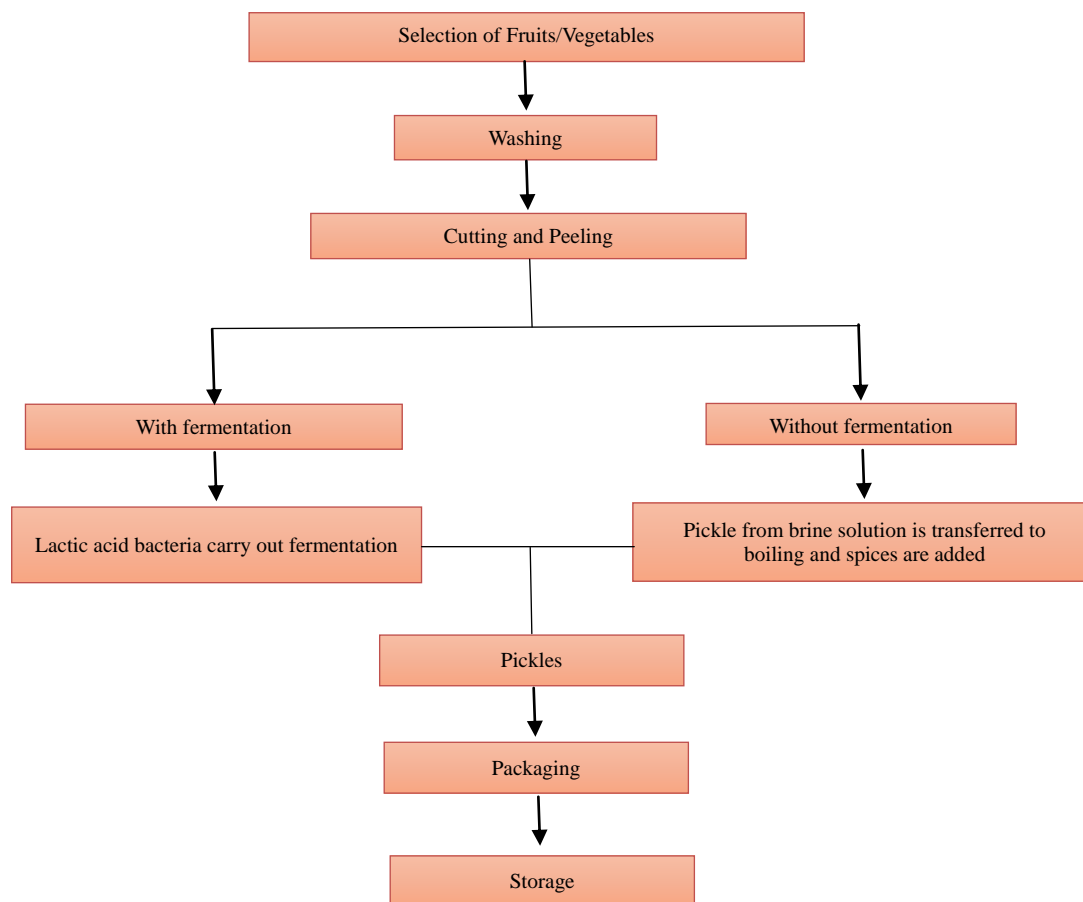 Selection of Fruits/Vegetables
Washing
Cutting and Peeling
With fermentation
Without fermentation
Lactic acid bacteria carry out fermentation
Pickle from brine solution is transferred to
boiling and spices are added
Pickles
Packaging
Storage